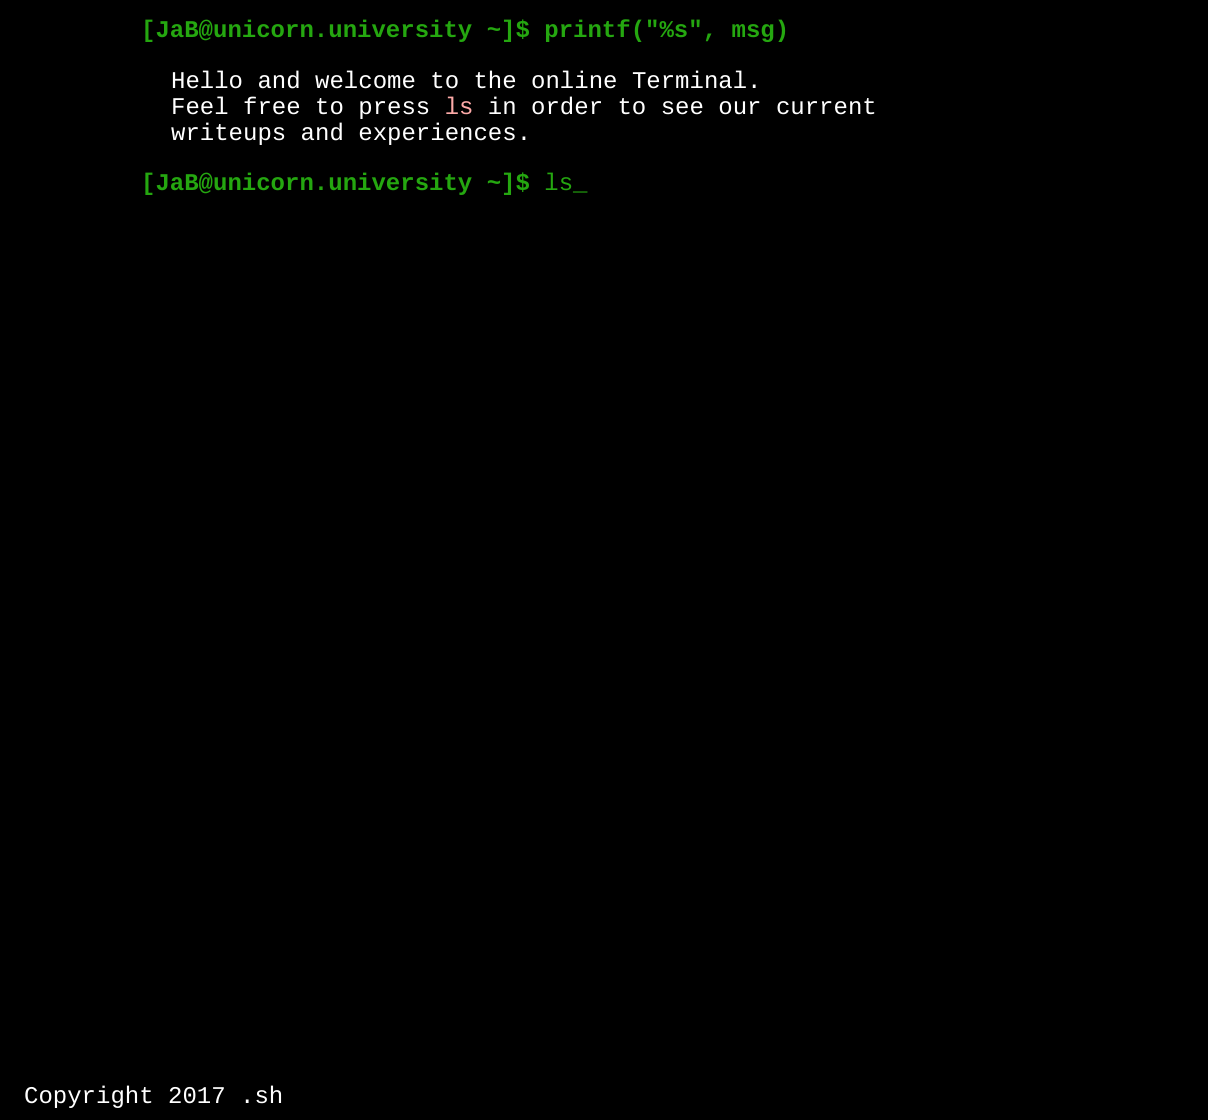 [JaB@unicorn.university ~]$ printf("%s", msg)
Hello and welcome to the online Terminal.
Feel free to press ls in order to see our current
writeups and experiences.
[JaB@unicorn.university ~]$ ls_
Copyright 2017 .sh